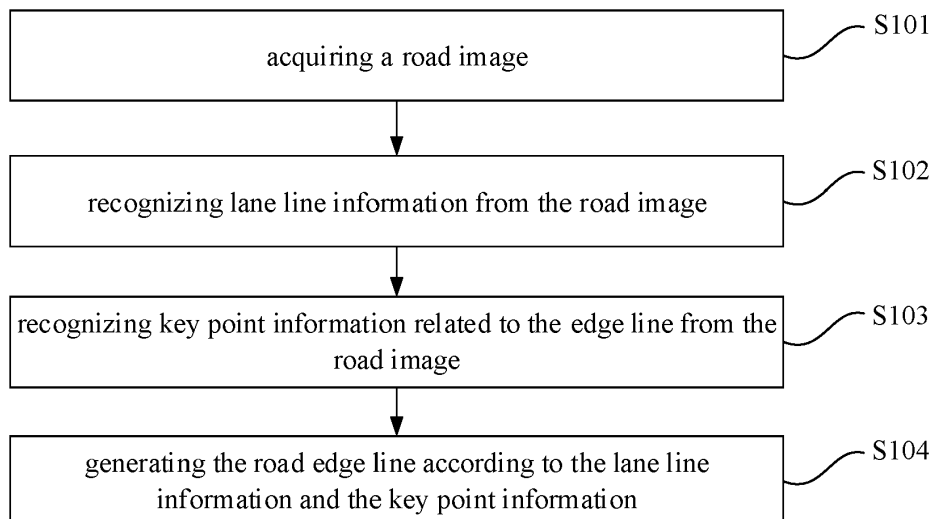 acquiring a road image
S101
recognizing lane line information from the road image
S102
recognizing key point information related to the edge line from the
road image
S103
generating the road edge line according to the lane line
information and the key point information
S104